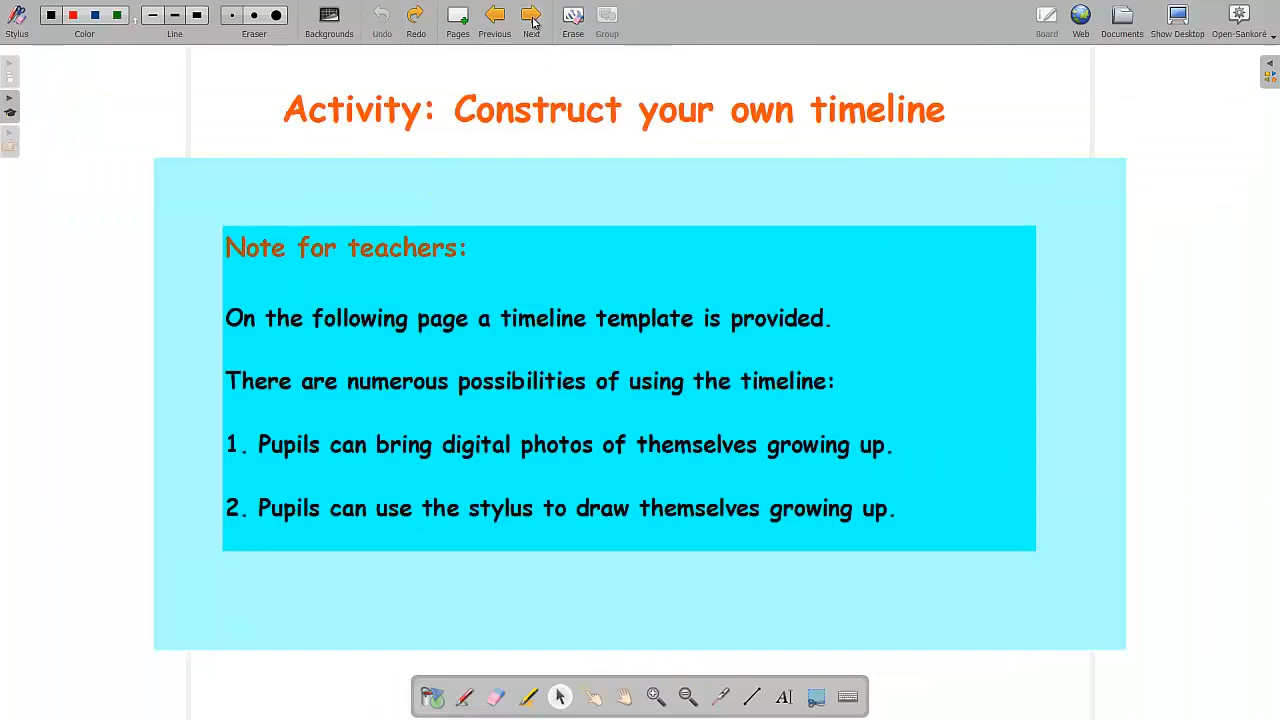 Stylus Color Line Eraser Backgrounds Undo Redo Pages Previous Next Erase Group Board Web Documents Show Desktop Open-Sankoré
Activity: Construct your own timeline
Note for teachers:
On the following page a timeline template is provided.
There are numerous possibilities of using the timeline:
1. Pupils can bring digital photos of themselves growing up.
2. Pupils can use the stylus to draw themselves growing up.
AI